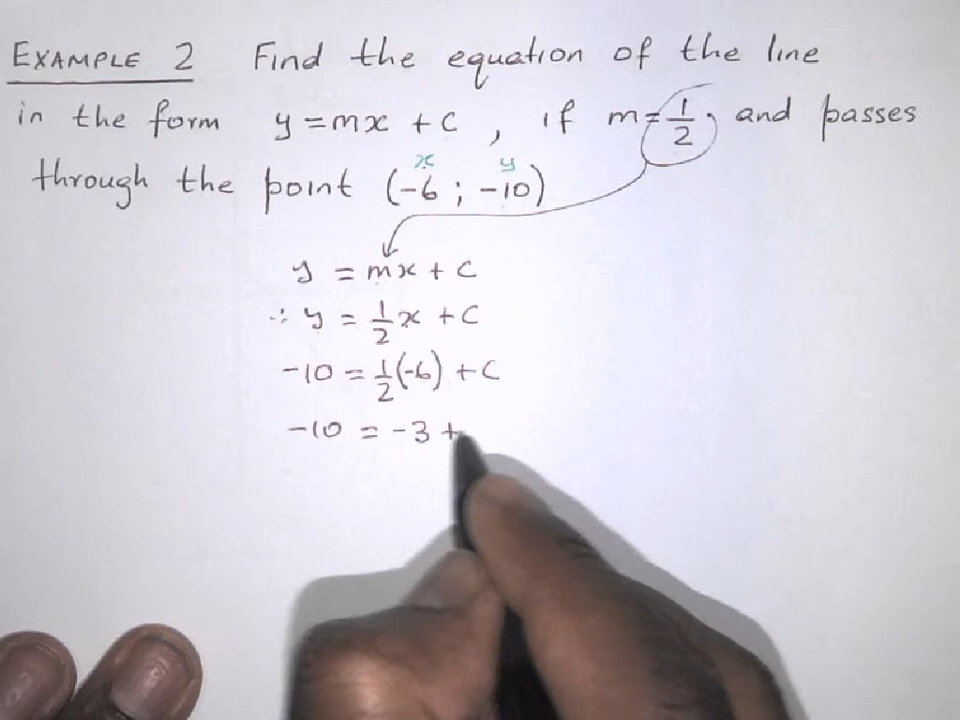 EXAMPLE 2 Find the equation of the line
in the form y = mx + c , if m = 1/2 , and passes
through the point (-6 ; -10)
x y
y = mx + c
∴ y = 1/2 x + c
-10 = 1/2 (-6) + c
-10 = -3 +